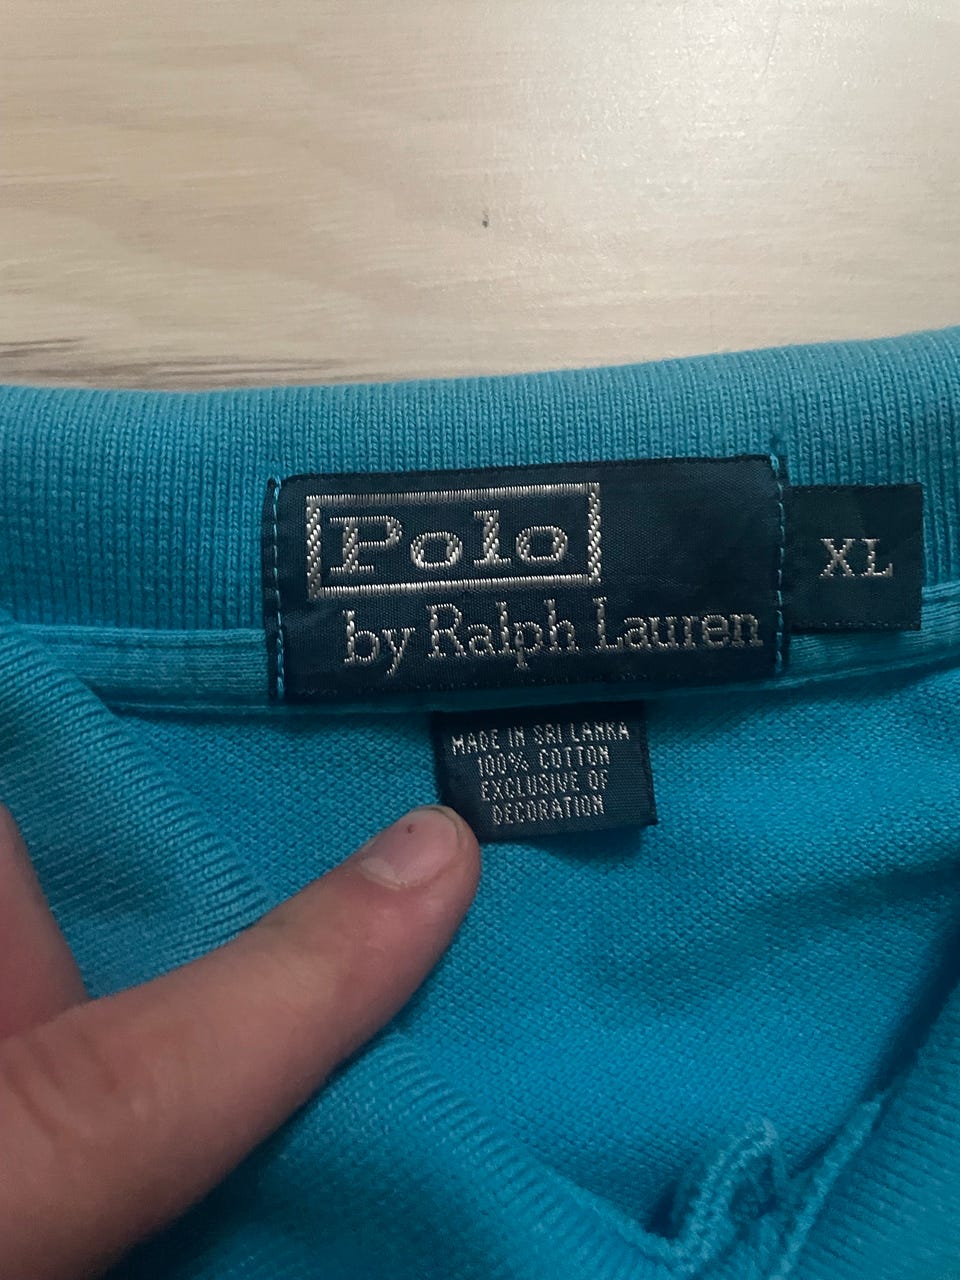 Polo
by Ralph Lauren
XL
MADE IN SRI LANKA
100% COTTON
EXCLUSIVE OF
DECORATION